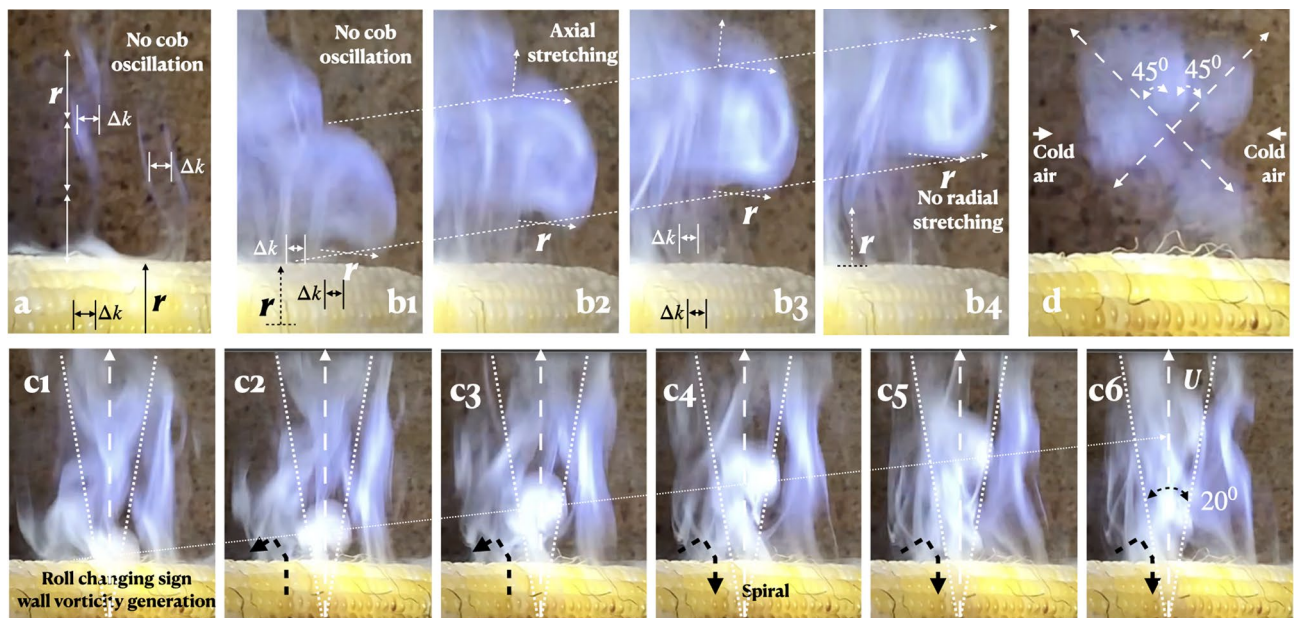 No cob
oscillation
r
Δk
Δk
r
Δk
a
No cob
oscillation
Δk
r
r
Δk
b1
Axial
stretching
r
b2
r
Δk
Δk
b3
r
No radial
stretching
r
b4
45⁰ 45⁰
Cold
air
Cold
air
d
c1
Roll changing sign
wall vorticity generation
c2
c3
c4
Spiral
c5
c6
U
20⁰